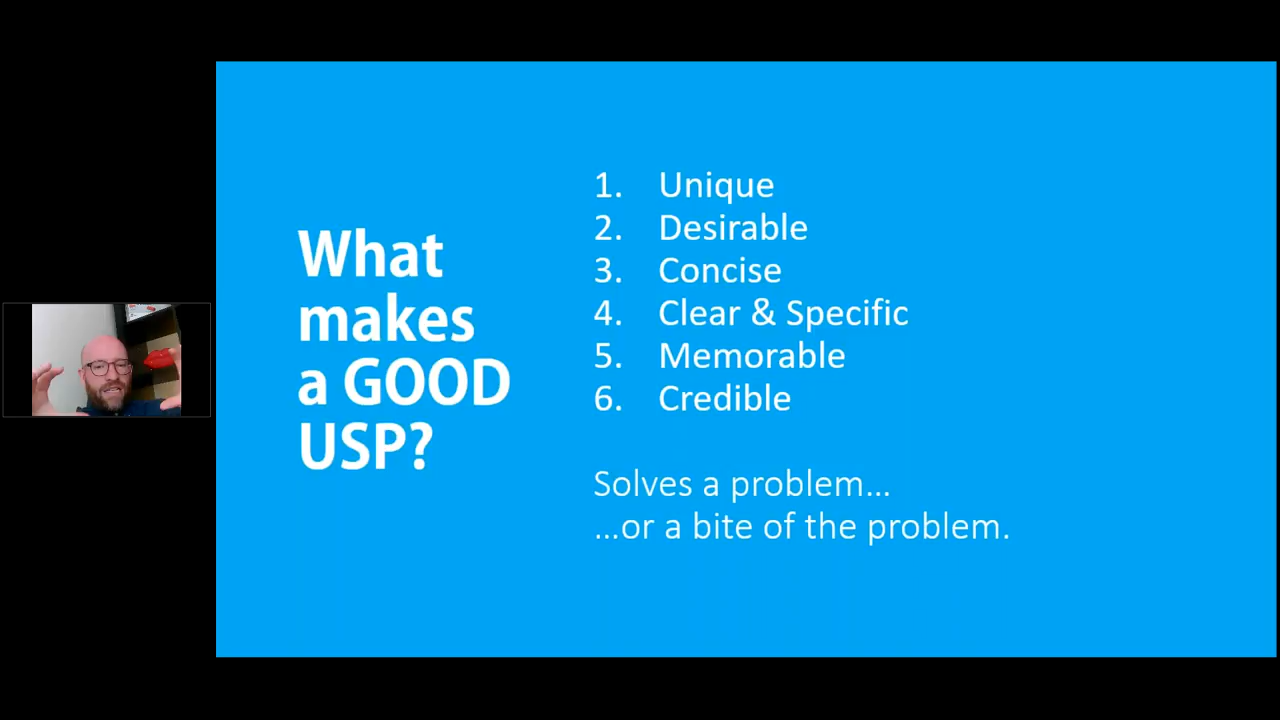 What
makes
a GOOD
USP?
1. Unique
2. Desirable
3. Concise
4. Clear & Specific
5. Memorable
6. Credible
Solves a problem...
...or a bite of the problem.